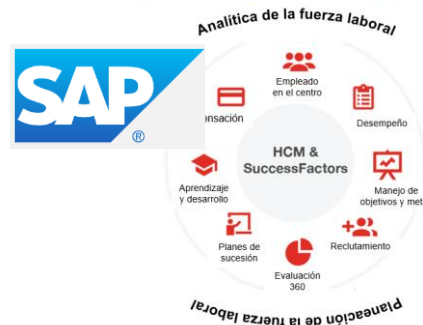 Analítica de la fuerza laboral
SAP
®
Empleado
en el centro
nsación
Desempeño
HCM &
SuccessFactors
Aprendizaje
y desarrollo
Manejo de
objetivos y met
Planes de
sucesión
Reclutamiento
Evaluación
360
Planeación de la fuerza laboral